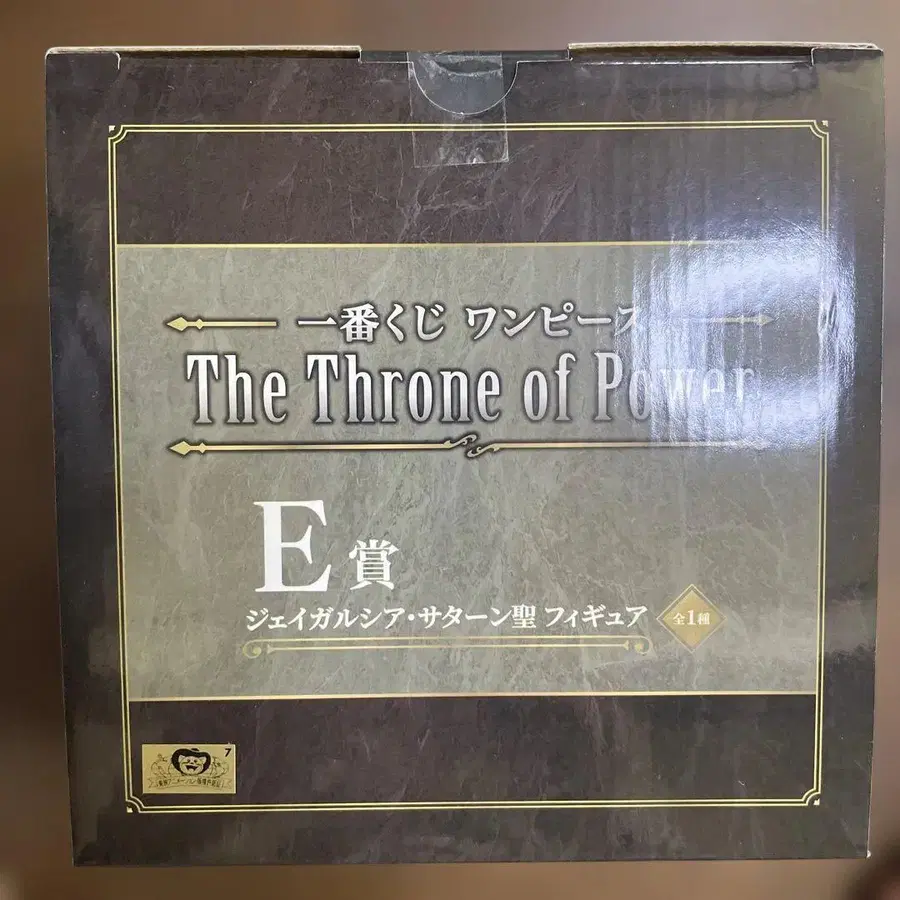 一番くじ ワンピース
The Throne of Power
E賞
ジェイガルシア・サターン聖 フィギュア 全1種
7